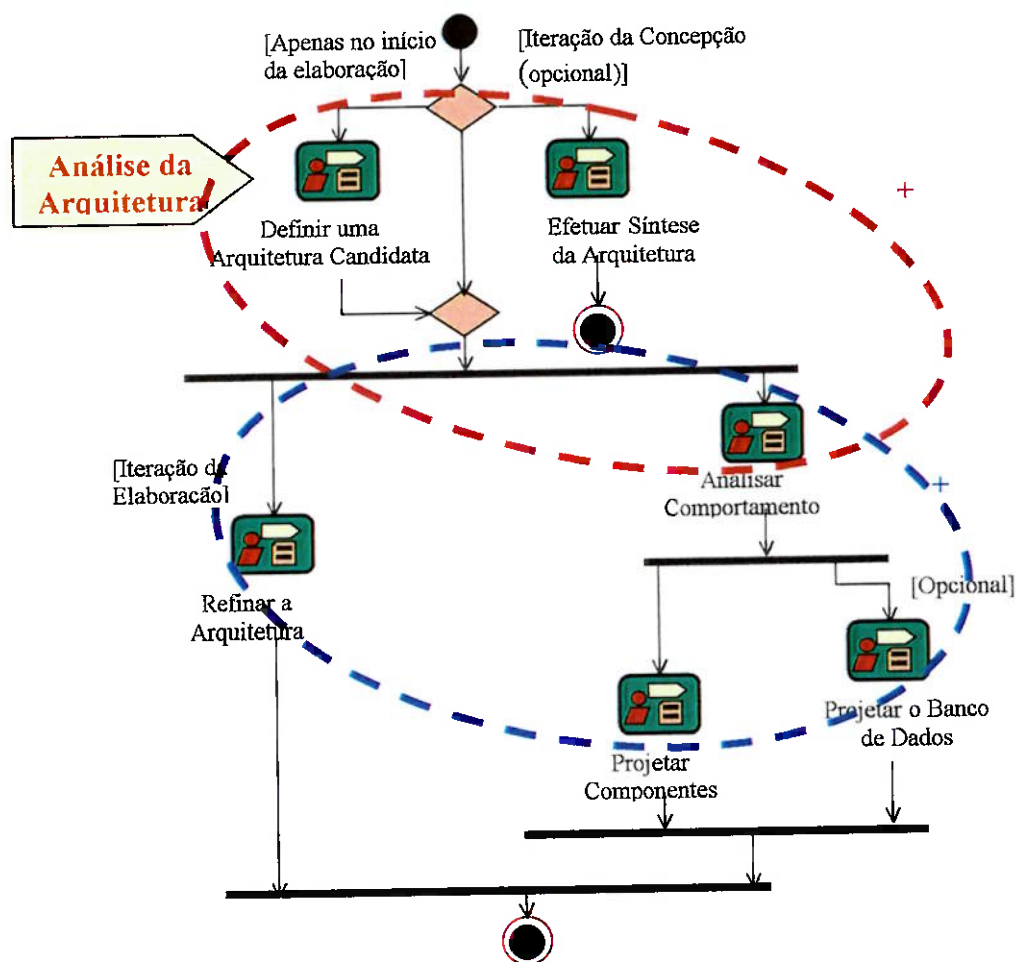 [Apenas no início
da elaboração]
[Iteração da Concepção
(opcional)]
Análise da
Arquitetura
Definir uma
Arquitetura Candidata
Efetuar Síntese
da Arquitetura
+
[Iteração da
Elaboração]
Analisar
Comportamento
+
Refinar a
Arquitetura
[Opcional]
Projetar o Banco
de Dados
Projetar
Componentes